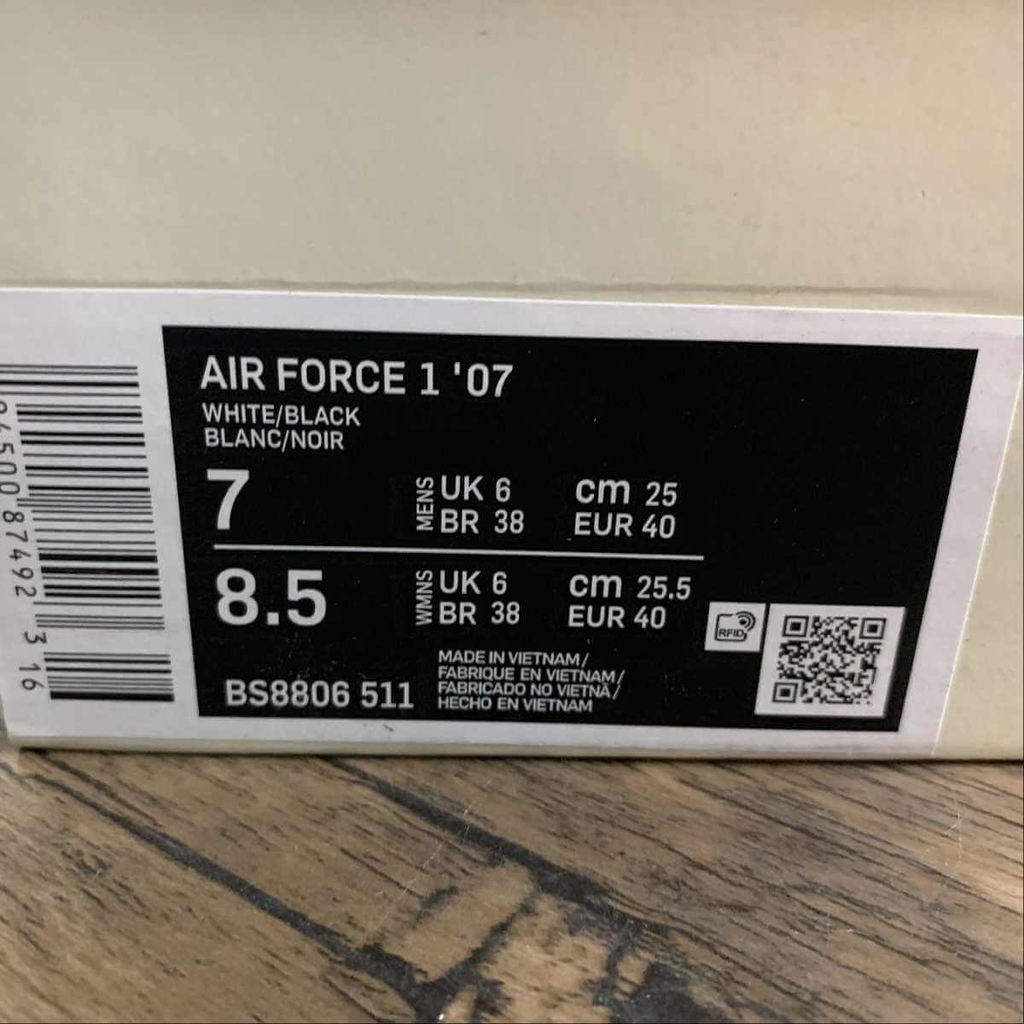 AIR FORCE 1 '07
WHITE/BLACK
BLANC/NOIR
7 MENS UK 6 cm 25
BR 38 EUR 40
8.5 WMNS UK 6 cm 25.5
BR 38 EUR 40
RFID
MADE IN VIETNAM/
FABRIQUE EN VIETNAM/
FABRICADO NO VIETNÃ/
HECHO EN VIETNAM
BS8806 511
6500 87492 3 16